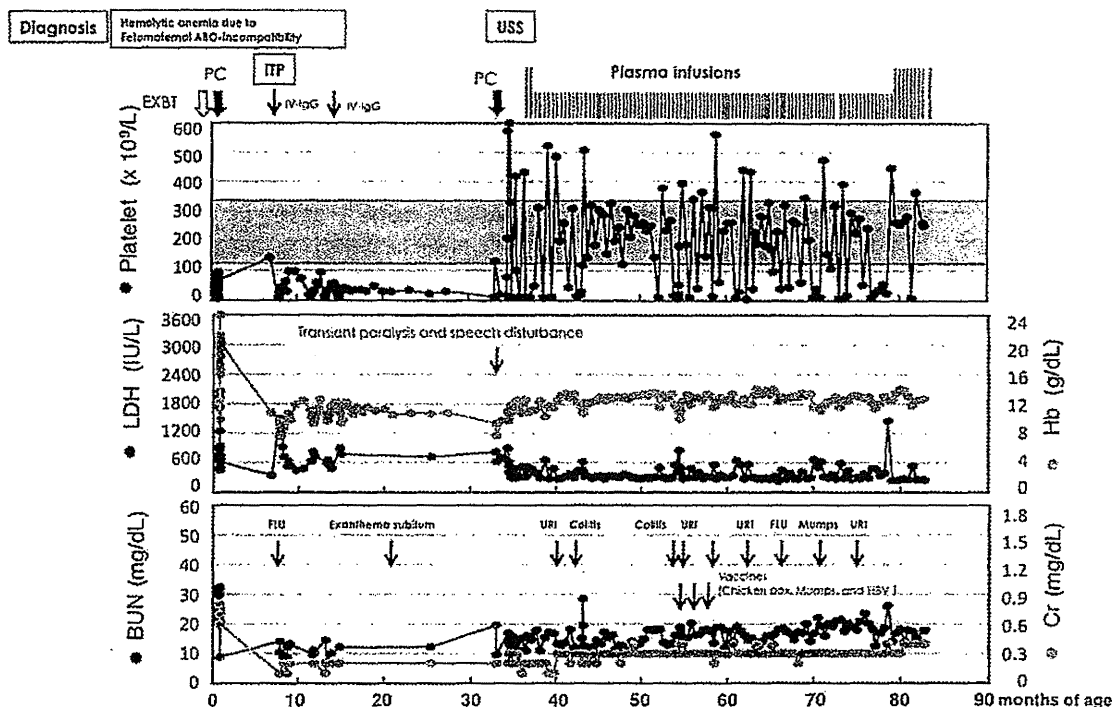 Diagnosis
Hemolytic anemia due to
Fetomaternal ABO-incompatibility
USS
PC
ITP
PC
Plasma infusions
EXBT
IV-IgG
IV-IgG
Platelet (x 10⁹/L)
600
500
400
300
200
100
0
LDH (IU/L)
3600
3000
2400
1800
1200
600
0
Transient paralysis and speech disturbance
24
20
16
12
8
4
0
Hb (g/dL)
BUN (mg/dL)
60
50
40
30
20
10
0
FLU
Exanthema subitum
URI
Colitis
Colitis
URI
URI
FLU
Mumps
URI
Vaccines
(Chicken pox, Mumps, and HBV)
1.8
1.5
1.2
0.9
0.6
0.3
0
Cr (mg/dL)
0
10
20
30
40
50
60
70
80
90
months of age